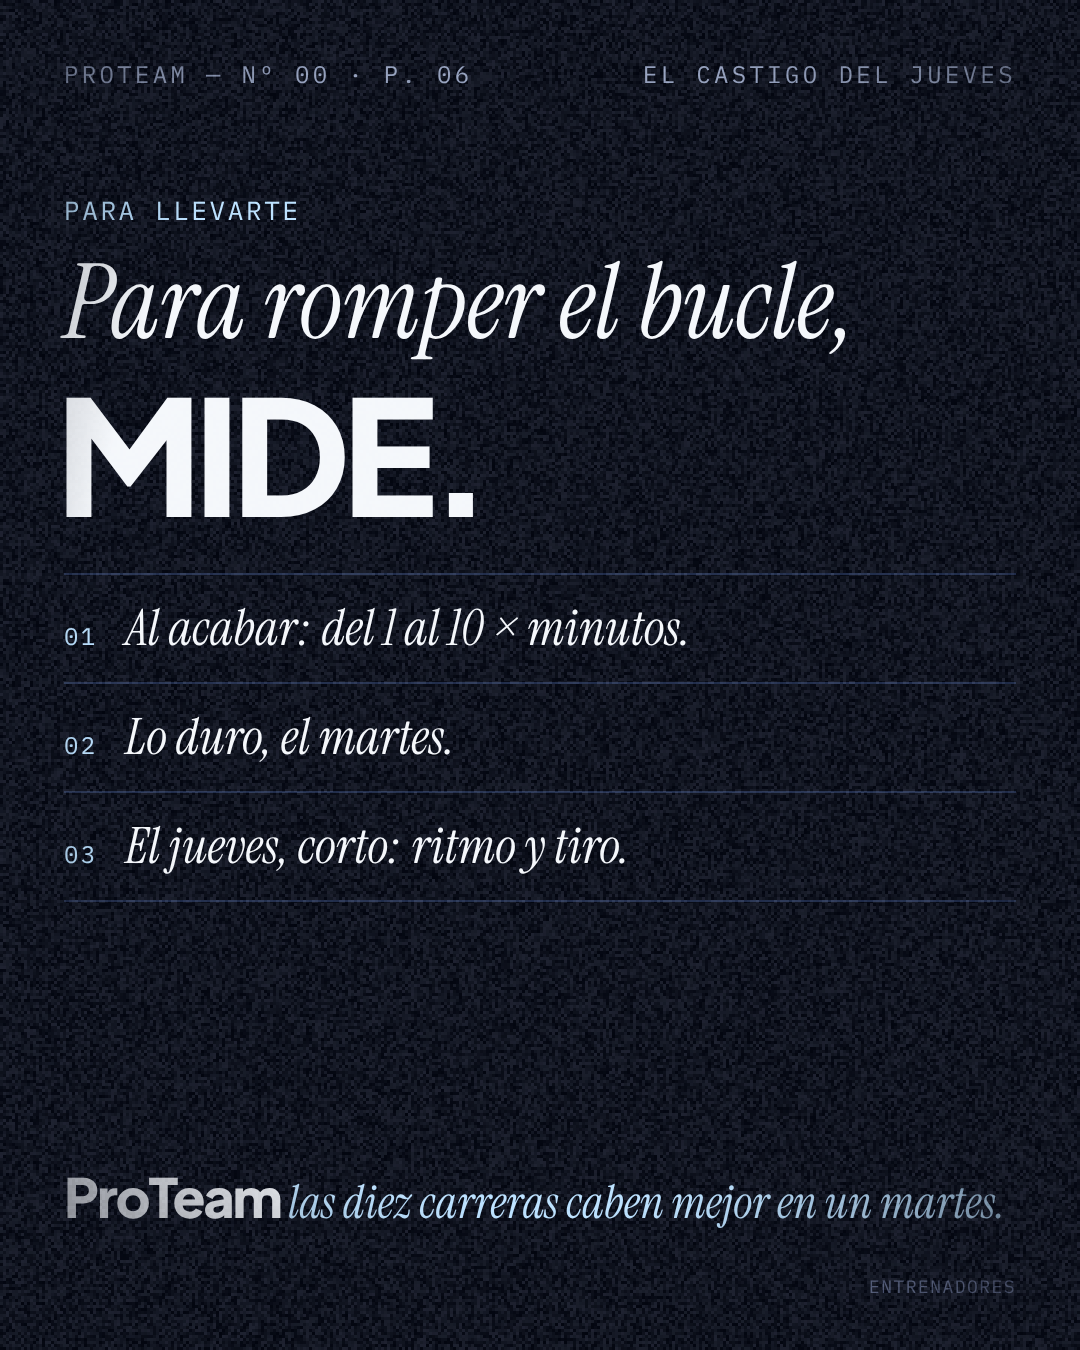 PROTEAM — Nº 00 · P. 06
EL CASTIGO DEL JUEVES
PARA LLEVARTE
Para romper el bucle,
MIDE.
01 Al acabar: del 1 al 10 × minutos.
02 Lo duro, el martes.
03 El jueves, corto: ritmo y tiro.
ProTeam las diez carreras caben mejor en un martes.
ENTRENADORES